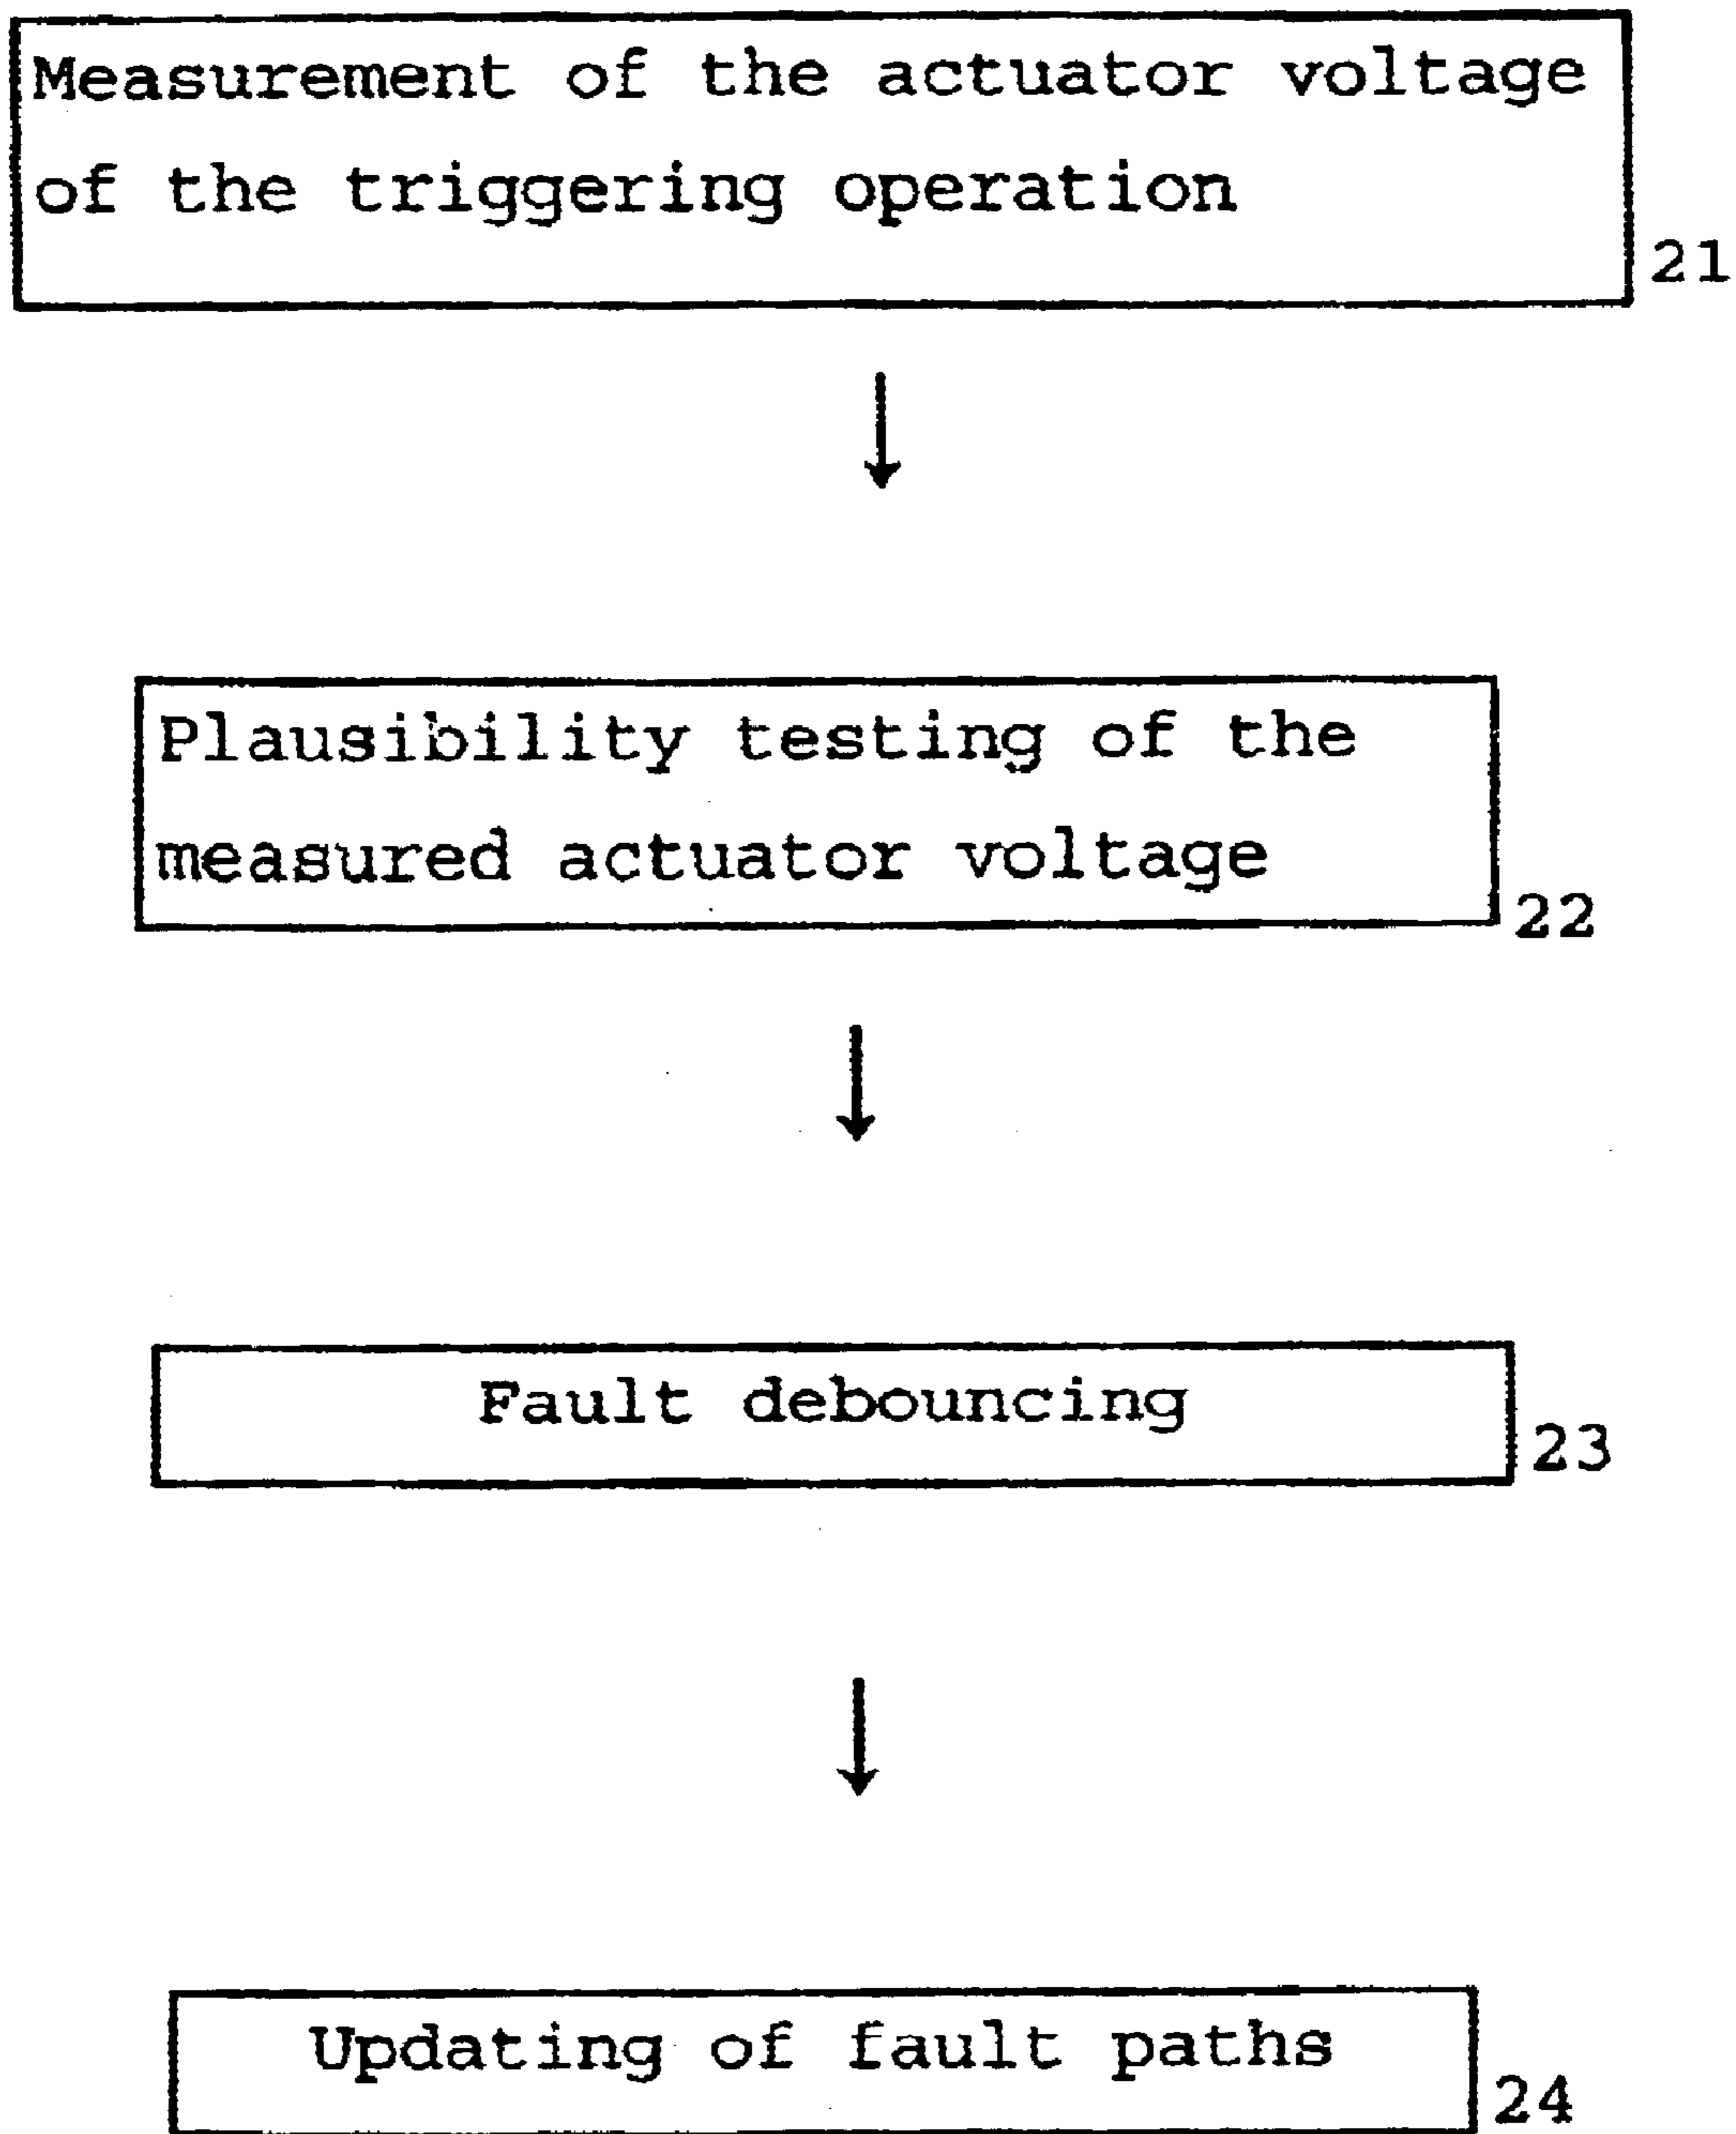 Measurement of the actuator voltage
of the triggering operation
21
Plausibility testing of the
measured actuator voltage
22
Fault debouncing
23
Updating of fault paths
24